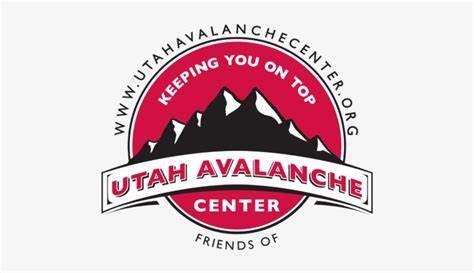 WWW.UTAHAVALANCHECENTER.ORG
KEEPING YOU ON TOP
UTAH AVALANCHE
CENTER
FRIENDS OF